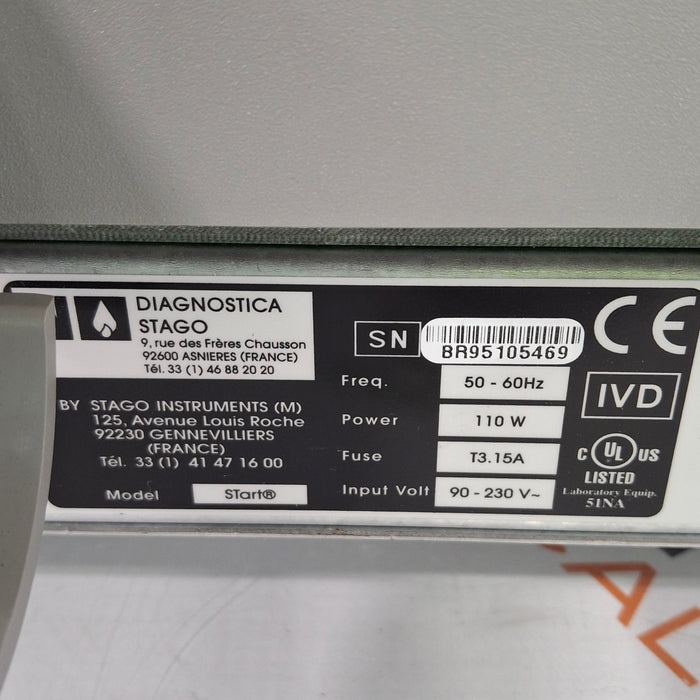 DIAGNOSTICA
STAGO
9, rue des Frères Chausson
92600 ASNIERES (FRANCE)
Tél. 33 (1) 46 88 20 20
BY STAGO INSTRUMENTS (M)
125, Avenue Louis Roche
92230 GENNEVILLIERS
(FRANCE)
Tél. 33 (1) 41 47 16 00
Model STart®
SN BR95105469
Freq. 50 - 60Hz
Power 110 W
Fuse T3.15A
Input Volt 90 - 230 V~
CE
IVD
C UL US
LISTED
Laboratory Equip.
51NA
AL